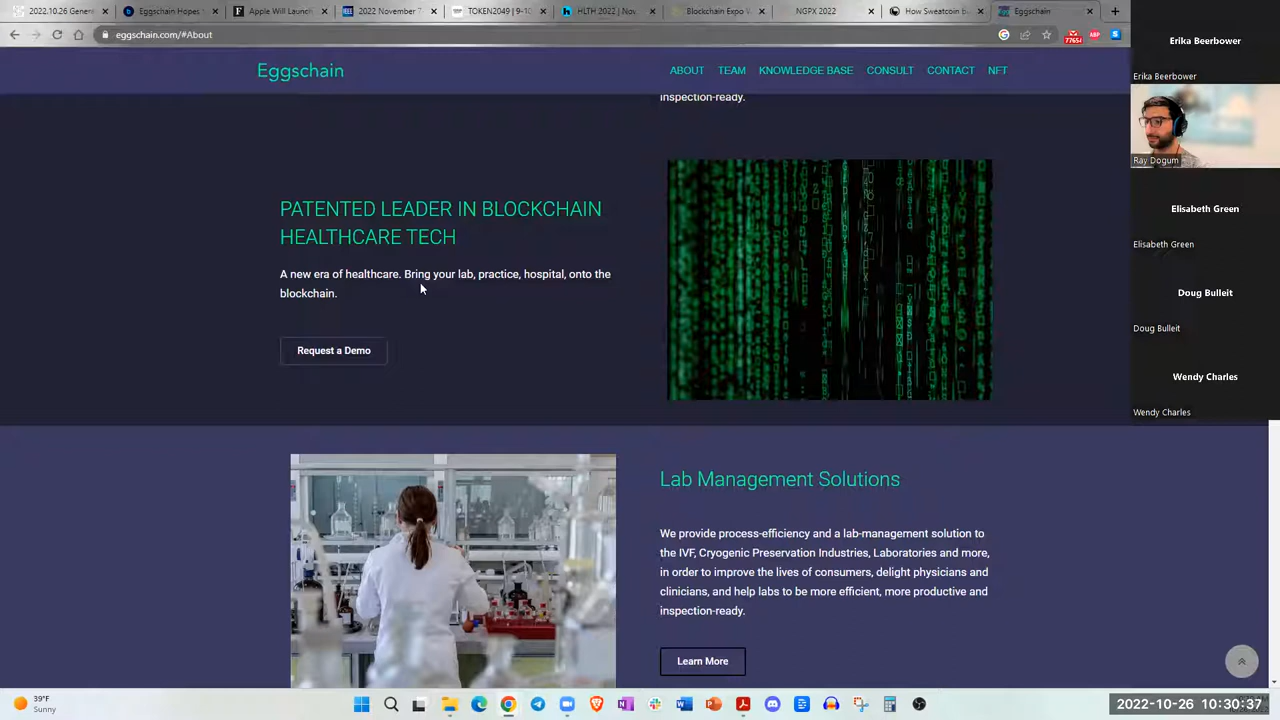 2022.10.26 Gener
Eggschain Hopes
Apple Will Launch
2022 November 7
TOKEN2049 | 9-10
HLTH 2022 | Nov
Blockchain Expo W
NGPX 2022
How Sweatcoin b
Eggschain
eggschain.com/#About
Erika Beerbower
Erika Beerbower
Eggschain
ABOUT TEAM KNOWLEDGE BASE CONSULT CONTACT NFT
inspection-ready.
Ray Dogum
PATENTED LEADER IN BLOCKCHAIN
HEALTHCARE TECH
A new era of healthcare. Bring your lab, practice, hospital, onto the
blockchain.
Request a Demo
Elisabeth Green
Elisabeth Green
Doug Bulleit
Doug Bulleit
Wendy Charles
Wendy Charles
Lab Management Solutions
We provide process-efficiency and a lab-management solution to
the IVF, Cryogenic Preservation Industries, Laboratories and more,
in order to improve the lives of consumers, delight physicians and
clinicians, and help labs to be more efficient, more productive and
inspection-ready.
Learn More
39°F
Sunny
2022-10-26 10:30:37